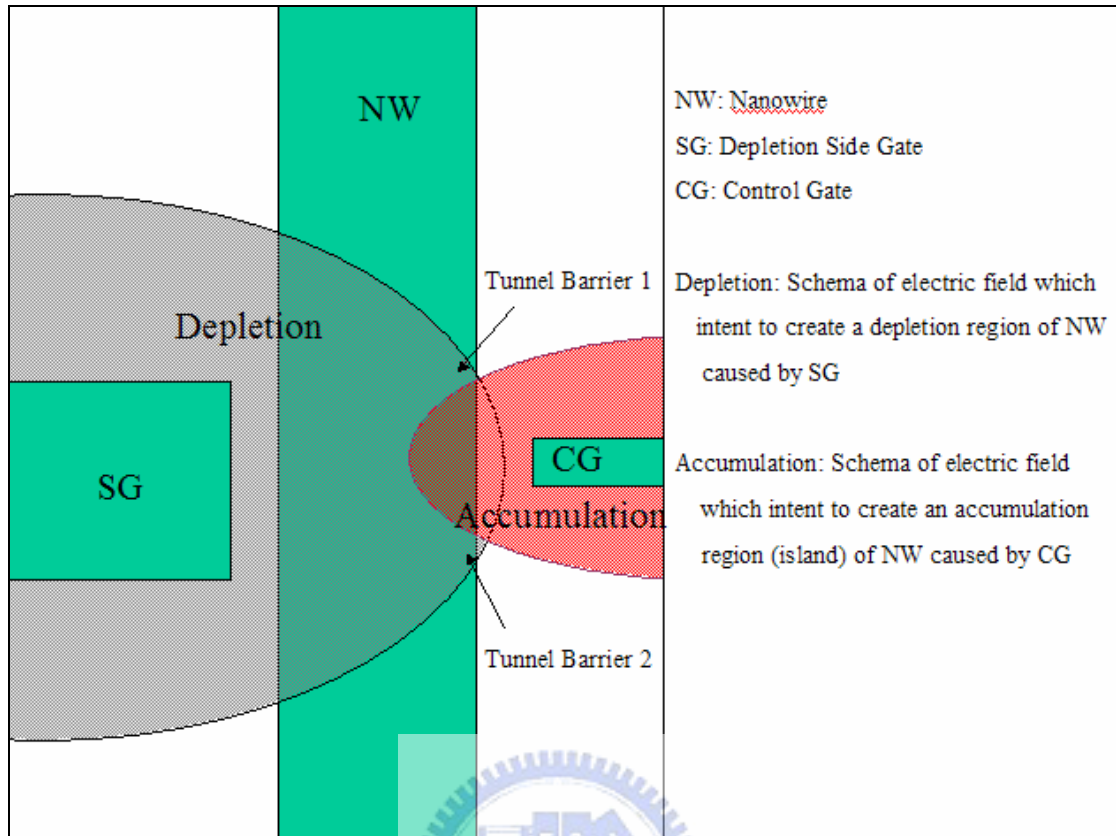 NW
Depletion
SG
Tunnel Barrier 1
CG
Accumulation
Tunnel Barrier 2
NW: Nanowire
SG: Depletion Side Gate
CG: Control Gate
Depletion: Schema of electric field which
intent to create a depletion region of NW
caused by SG
Accumulation: Schema of electric field
which intent to create an accumulation
region (island) of NW caused by CG